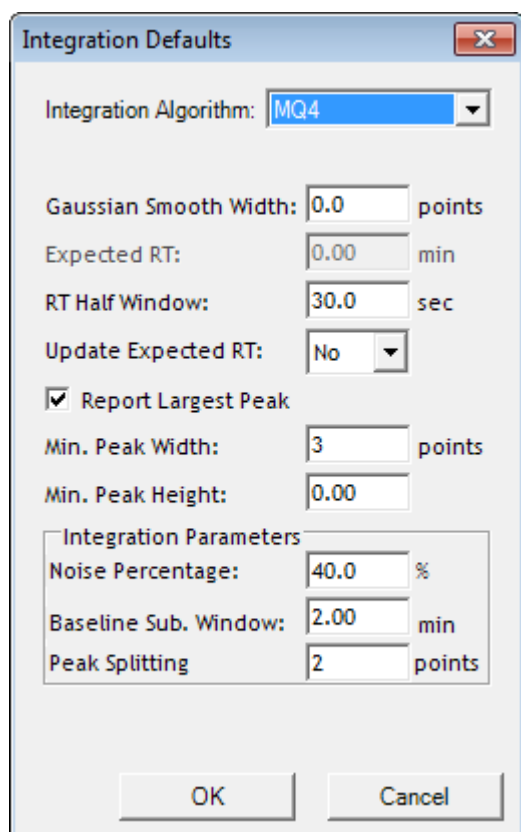 Integration Defaults
Integration Algorithm: MQ4
Gaussian Smooth Width: 0.0 points
Expected RT: 0.00 min
RT Half Window: 30.0 sec
Update Expected RT: No
Report Largest Peak
Min. Peak Width: 3 points
Min. Peak Height: 0.00
Integration Parameters
Noise Percentage: 40.0 %
Baseline Sub. Window: 2.00 min
Peak Splitting 2 points
OK Cancel